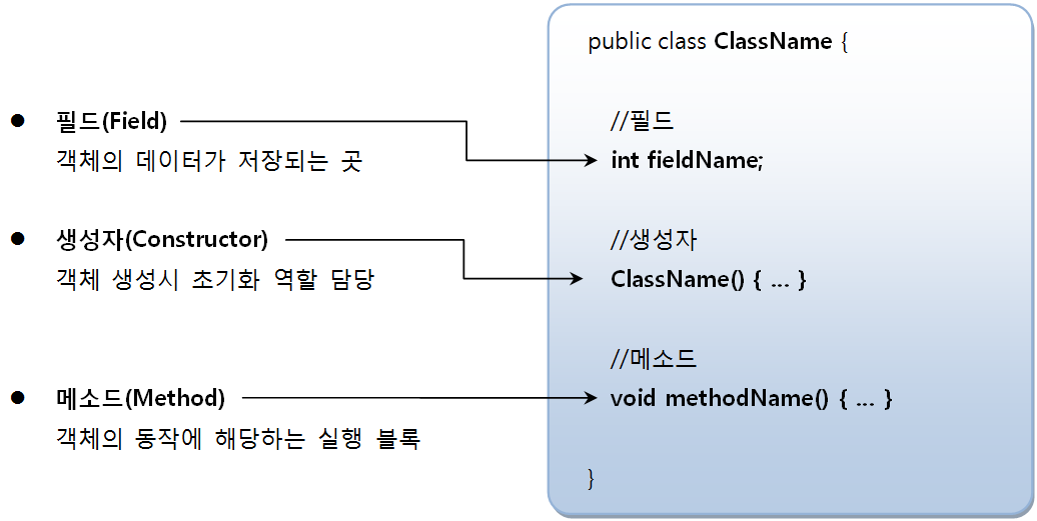 public class ClassName {
● 필드(Field)
객체의 데이터가 저장되는 곳
//필드
int fieldName;
● 생성자(Constructor)
객체 생성시 초기화 역할 담당
//생성자
ClassName() { ... }
● 메소드(Method)
객체의 동작에 해당하는 실행 블록
//메소드
void methodName() { ... }
}